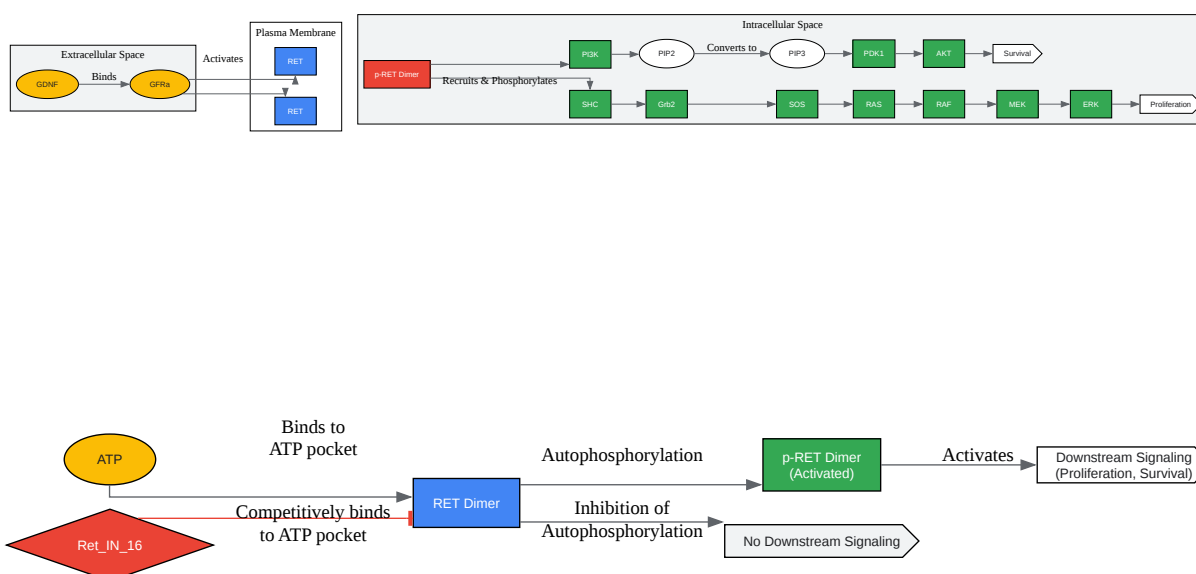 Extracellular Space
GDNF
Binds
GFRa
Activates
Plasma Membrane
RET
RET
Intracellular Space
p-RET Dimer
Recruits & Phosphorylates
PI3K
PIP2
Converts to
PIP3
PDK1
AKT
Survival
SHC
Grb2
SOS
RAS
RAF
MEK
ERK
Proliferation
ATP
Binds to
ATP pocket
Ret_IN_16
Competitively binds
to ATP pocket
RET Dimer
Autophosphorylation
p-RET Dimer
(Activated)
Activates
Downstream Signaling
(Proliferation, Survival)
Inhibition of
Autophosphorylation
No Downstream Signaling